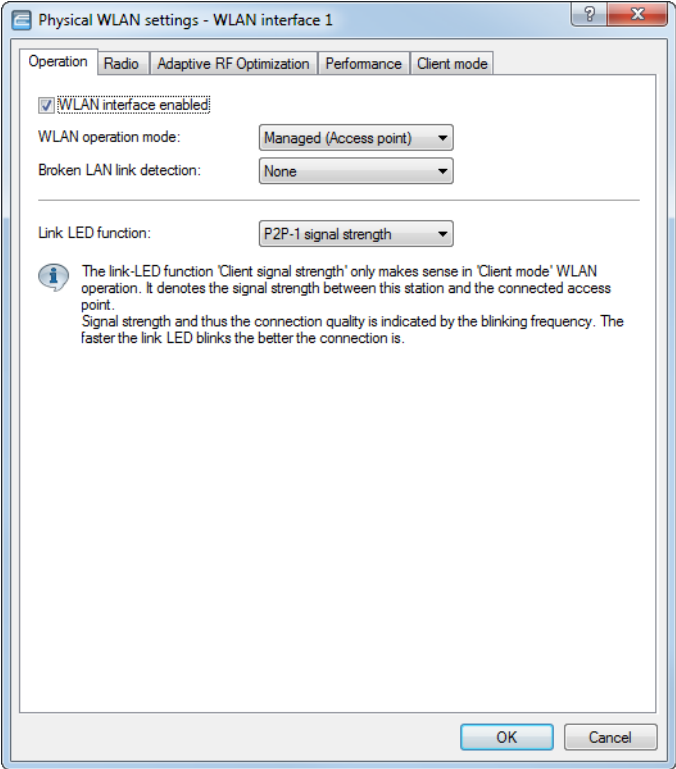 Physical WLAN settings - WLAN interface 1
?
Operation Radio Adaptive RF Optimization Performance Client mode
WLAN interface enabled
WLAN operation mode: Managed (Access point)
Broken LAN link detection: None
Link LED function: P2P-1 signal strength
The link-LED function 'Client signal strength' only makes sense in 'Client mode' WLAN
operation. It denotes the signal strength between this station and the connected access
point.
Signal strength and thus the connection quality is indicated by the blinking frequency. The
faster the link LED blinks the better the connection is.
OK Cancel